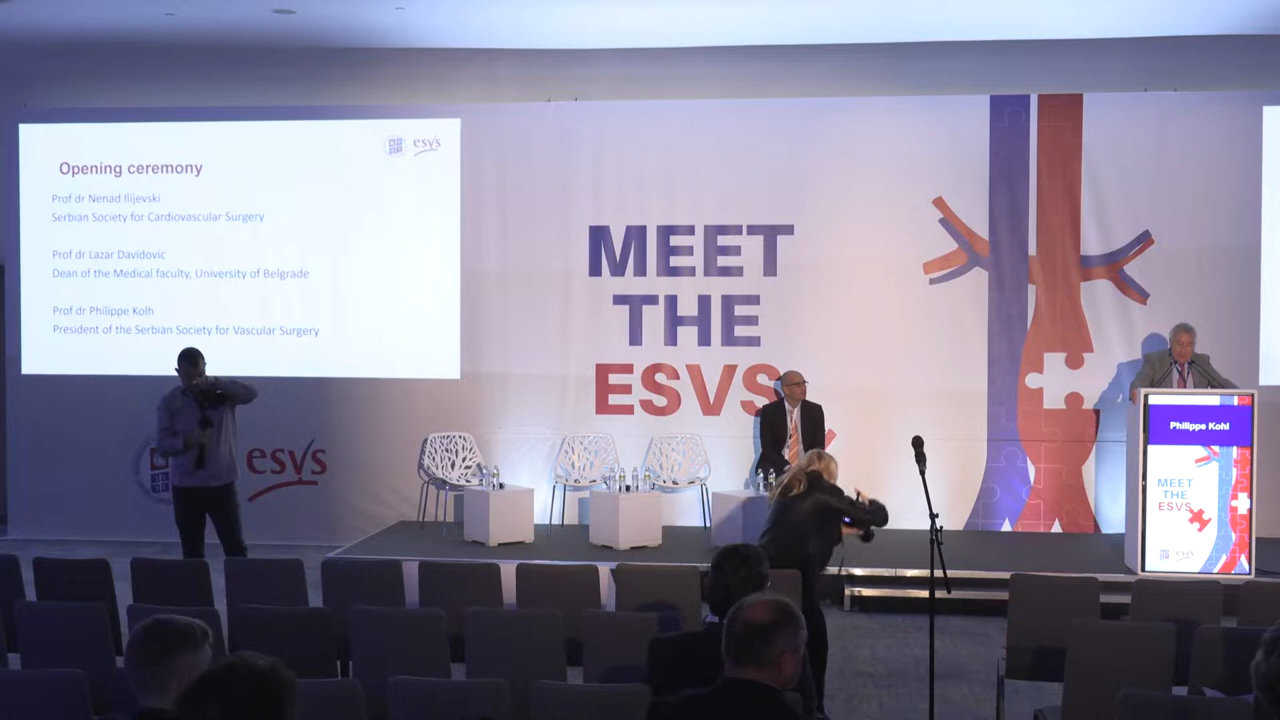 esvs
Opening ceremony
Prof dr Nenad Ilijevski
Serbian Society for Cardiovascular Surgery
Prof dr Lazar Davidovic
Dean of the Medical faculty, University of Belgrade
Prof dr Philippe Kolh
President of the Serbian Society for Vascular Surgery
MEET
THE
ESVS
esvs
Philippe Kohl
MEET
THE
ESVS
esvs